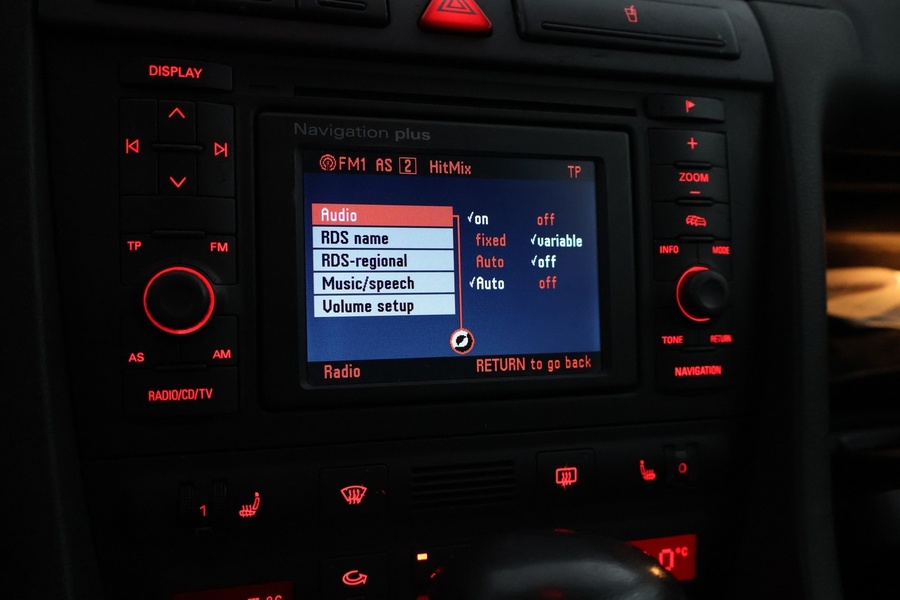 DISPLAY
Navigation plus
FM1 AS 2 HitMix TP
Audio ✓on off
RDS name fixed ✓variable
RDS-regional Auto ✓off
Music/speech ✓Auto off
Volume setup
Radio RETURN to go back
TP FM
AS AM
RADIO/CD/TV
+
ZOOM
−
INFO MODE
TONE RETURN
NAVIGATION
1
0
0°C
°C